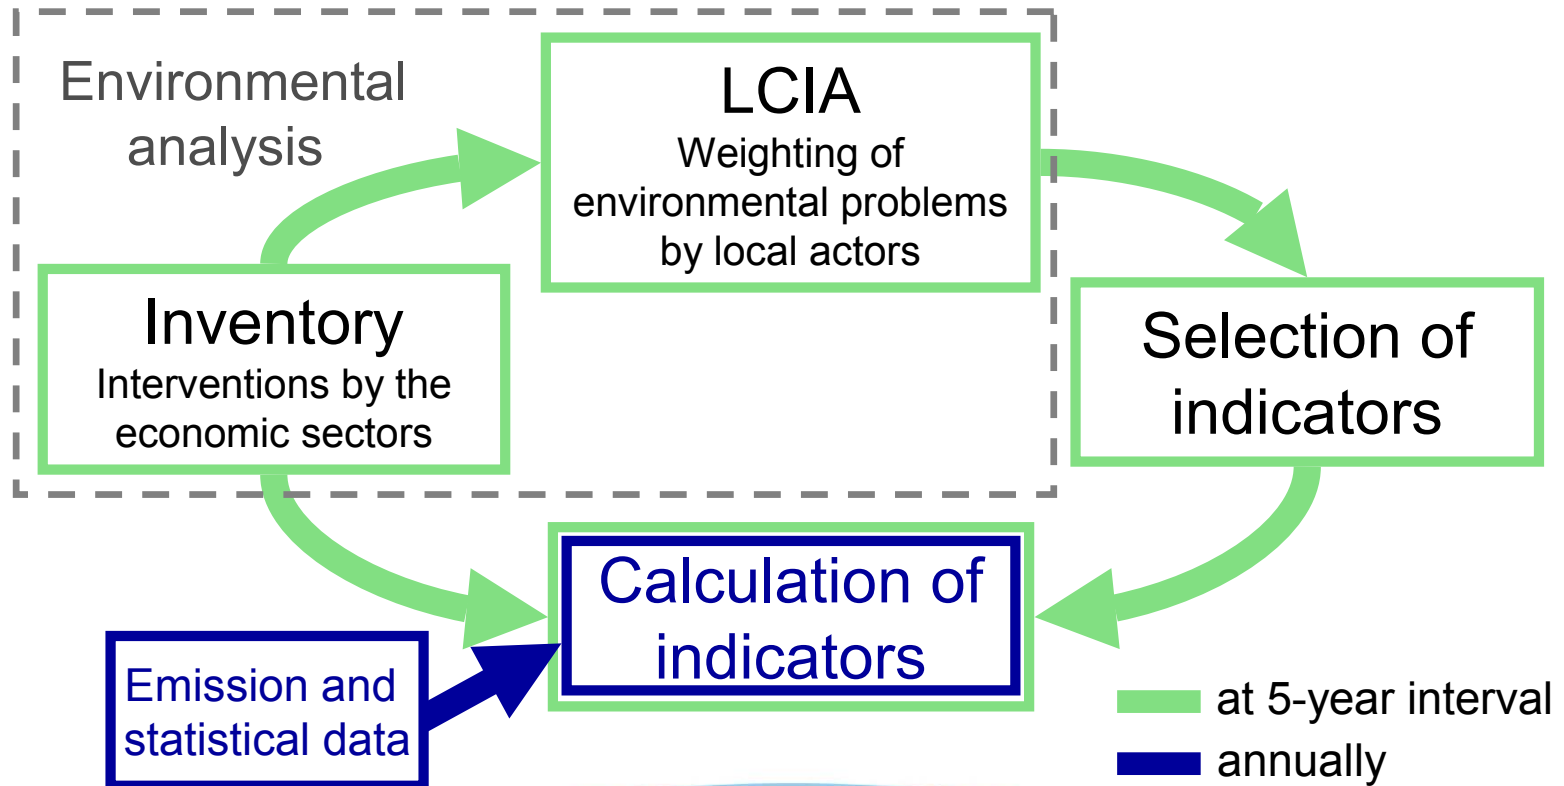 Environmental
analysis
LCIA
Weighting of
environmental problems
by local actors
Inventory
Interventions by the
economic sectors
Selection of
indicators
Calculation of
indicators
Emission and
statistical data
at 5-year interval
annually